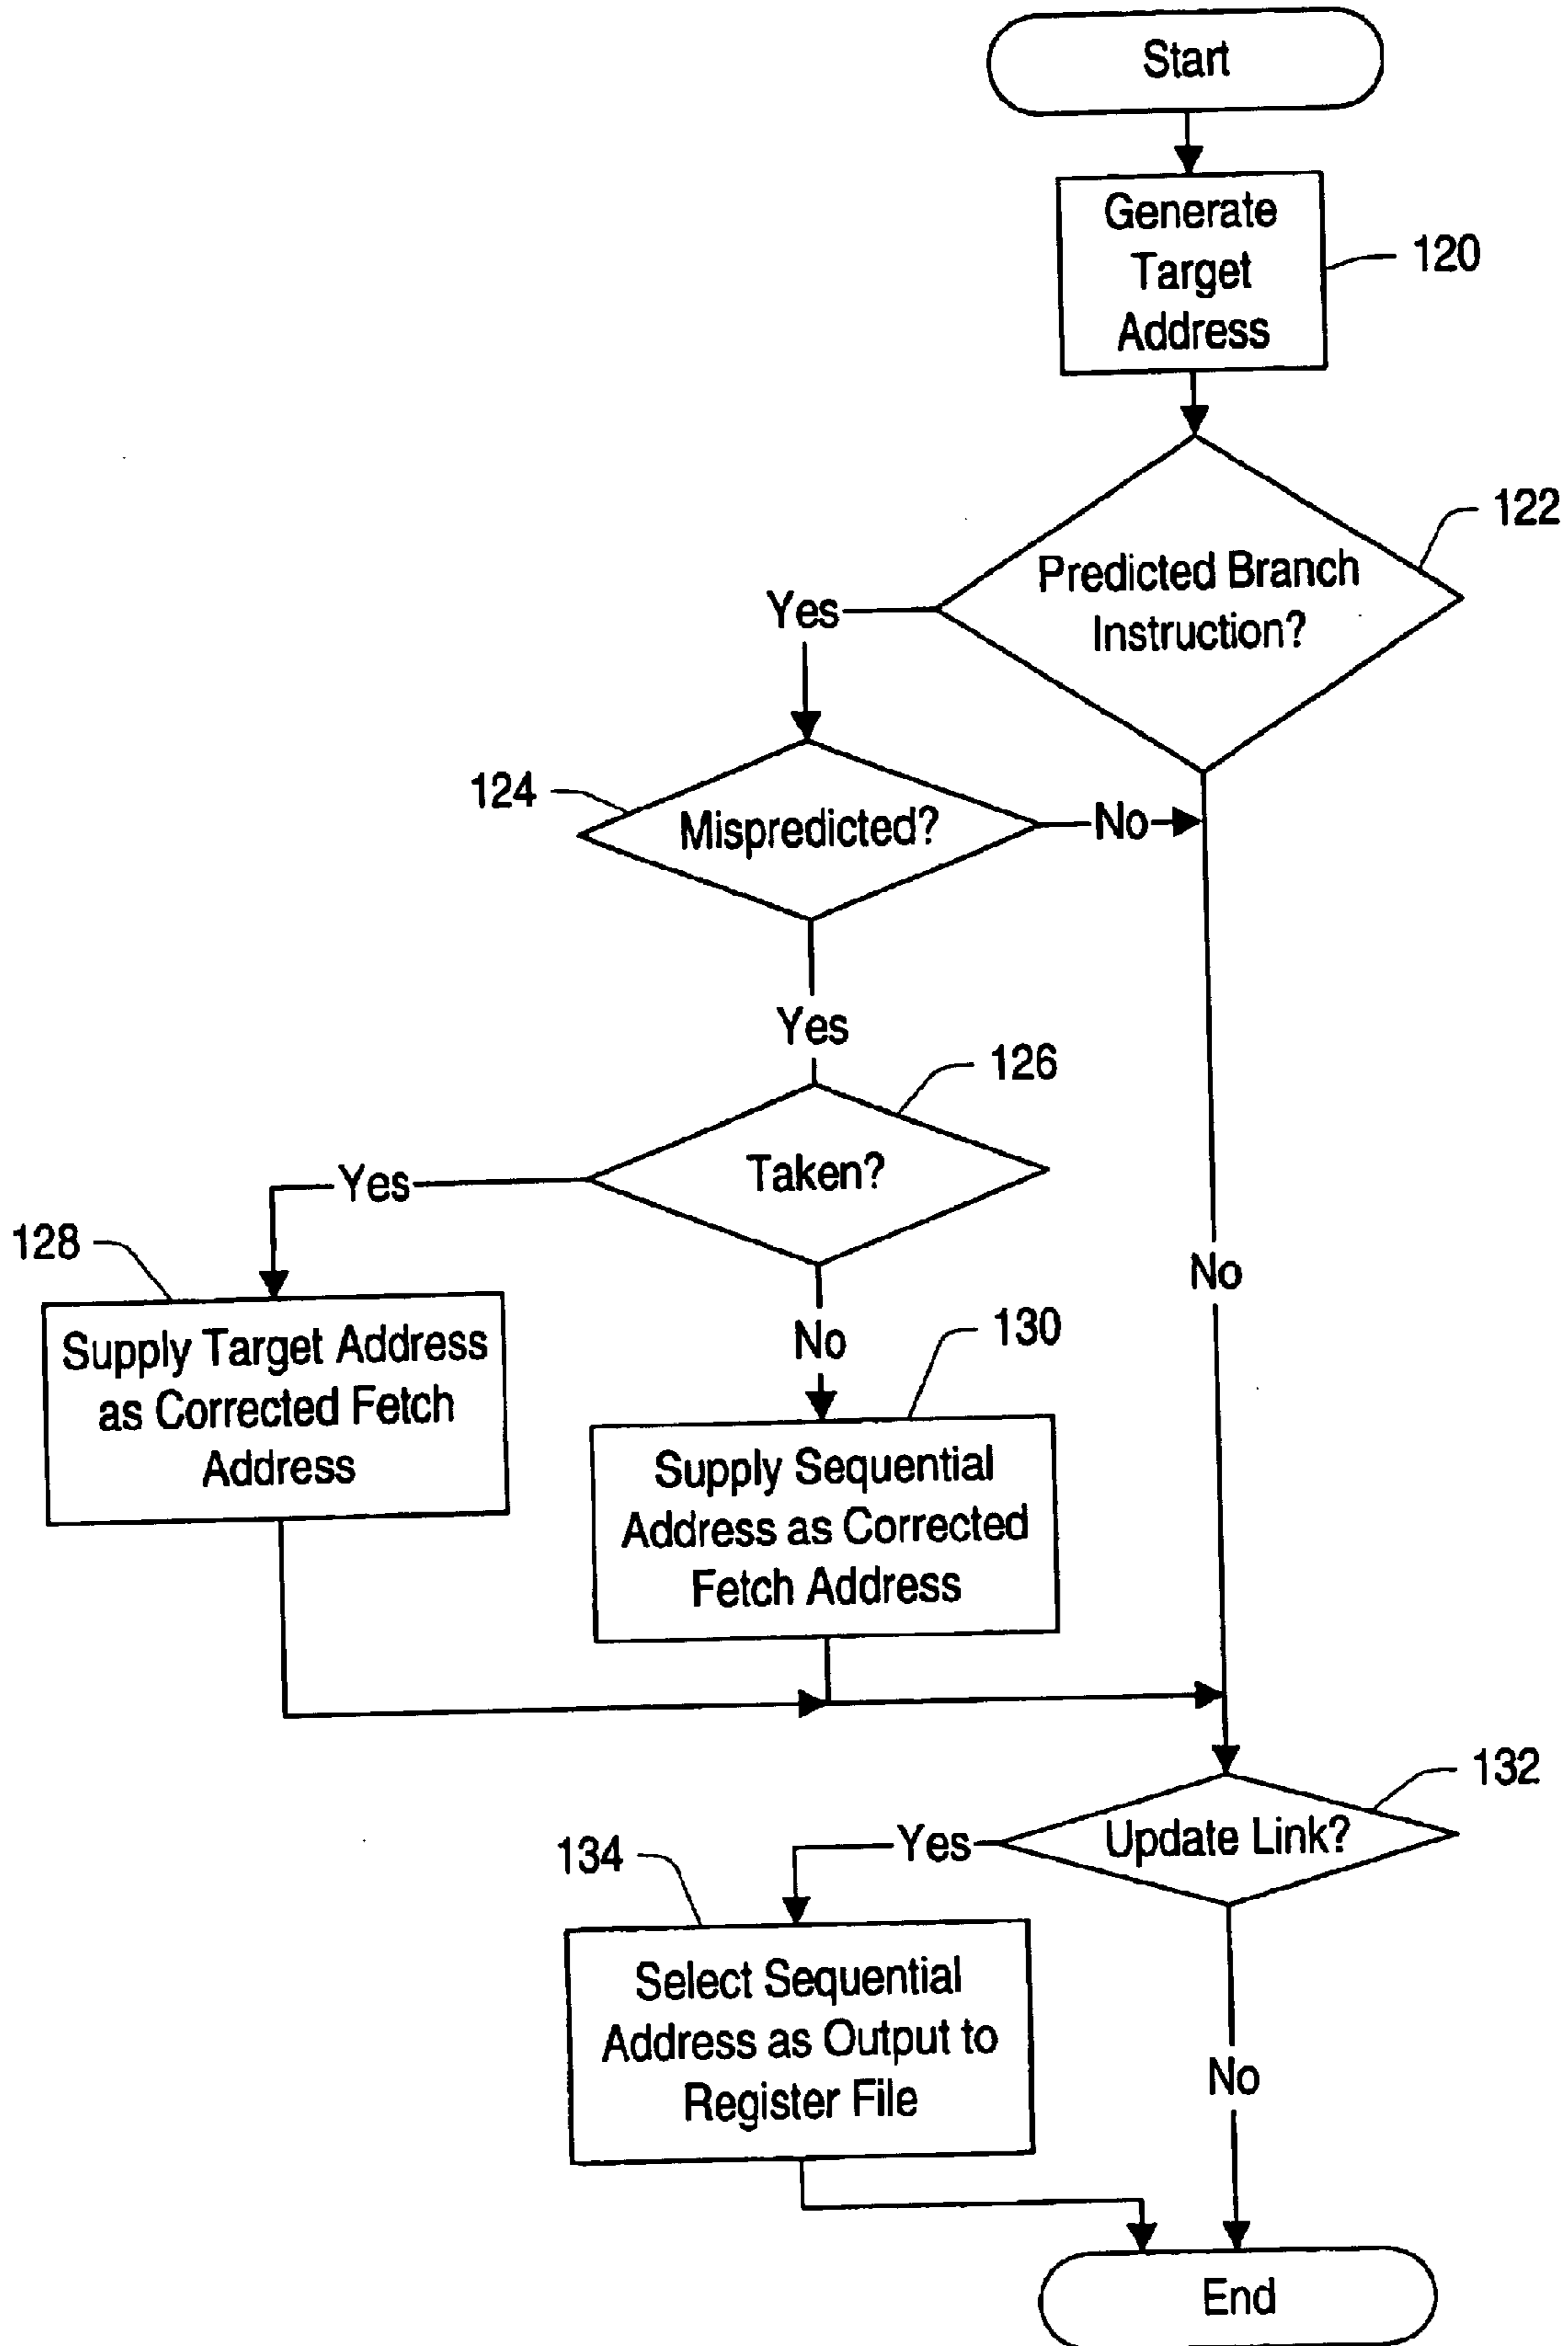 Start
Generate
Target
Address
120
122
Predicted Branch
Instruction?
Yes
124
Mispredicted?
No
Yes
126
Taken?
Yes
128
No
No
130
Supply Target Address
as Corrected Fetch
Address
Supply Sequential
Address as Corrected
Fetch Address
132
Update Link?
Yes
134
Select Sequential
Address as Output to
Register File
No
End